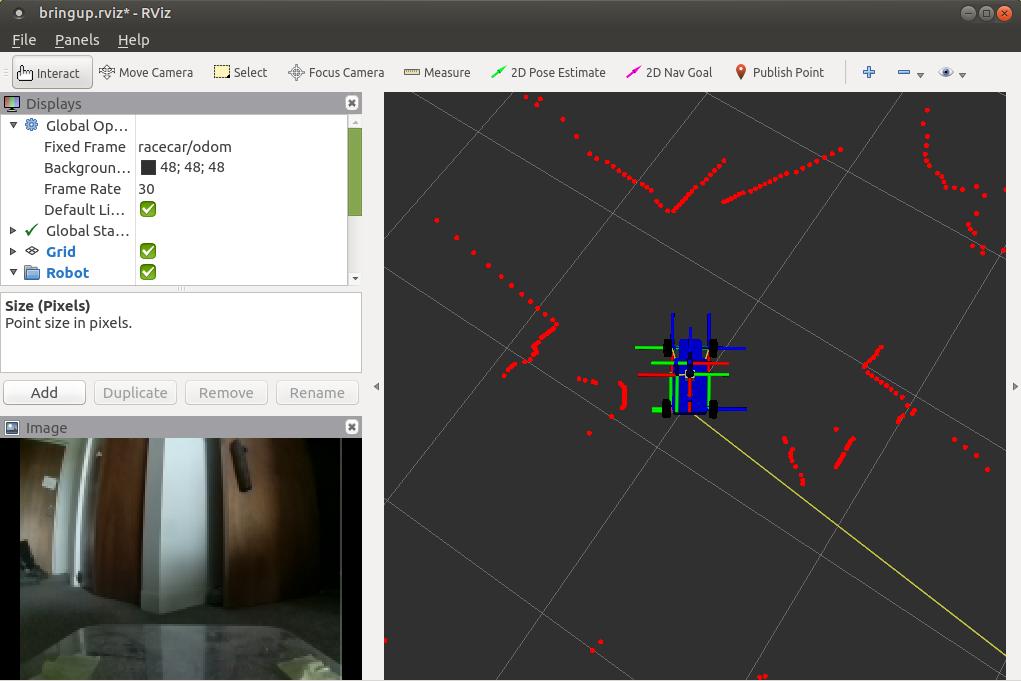 bringup.rviz* - RViz
File Panels Help
Interact Move Camera Select Focus Camera Measure 2D Pose Estimate 2D Nav Goal Publish Point
Displays
Global Op...
Fixed Frame racecar/odom
Backgroun... 48; 48; 48
Frame Rate 30
Default Li...
Global Sta...
Grid
Robot
Size (Pixels)
Point size in pixels.
Add Duplicate Remove Rename
Image